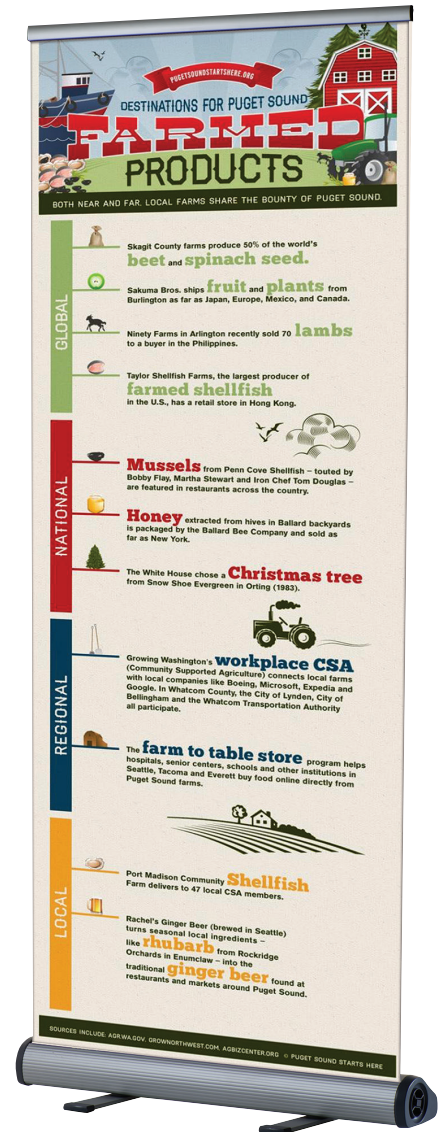 PUGETSOUNDSTARTSHERE.ORG
DESTINATIONS FOR PUGET SOUND
FARMED
PRODUCTS
BOTH NEAR AND FAR, LOCAL FARMS SHARE THE BOUNTY OF PUGET SOUND.
GLOBAL
Skagit County farms produce 50% of the world's
beet and spinach seed.
Sakuma Bros. ships fruit and plants from
Burlington as far as Japan, Europe, Mexico, and Canada.
Ninety Farms in Arlington recently sold 70 lambs
to a buyer in the Philippines.
Taylor Shellfish Farms, the largest producer of
farmed shellfish
in the U.S., has a retail store in Hong Kong.
NATIONAL
Mussels from Penn Cove Shellfish – touted by
Bobby Flay, Martha Stewart and Iron Chef Tom Douglas –
are featured in restaurants across the country.
Honey extracted from hives in Ballard backyards
is packaged by the Ballard Bee Company and sold as
far as New York.
The White House chose a Christmas tree
from Snow Shoe Evergreen in Orting (1983).
REGIONAL
Growing Washington's workplace CSA
(Community Supported Agriculture) connects local farms
with local companies like Boeing, Microsoft, Expedia and
Google. In Whatcom County, the City of Lynden, City of
Bellingham and the Whatcom Transportation Authority
all participate.
The farm to table store program helps
hospitals, senior centers, schools and other institutions in
Seattle, Tacoma and Everett buy food online directly from
Puget Sound farms.
LOCAL
Port Madison Community Shellfish
Farm delivers to 47 local CSA members.
Rachel's Ginger Beer (brewed in Seattle)
turns seasonal local ingredients –
like rhubarb from Rockridge
Orchards in Enumclaw – into the
traditional ginger beer found at
restaurants and markets around Puget Sound.
SOURCES INCLUDE: AGR.WA.GOV. GROWNORTHWEST.COM. AGBIZCENTER.ORG © PUGET SOUND STARTS HERE